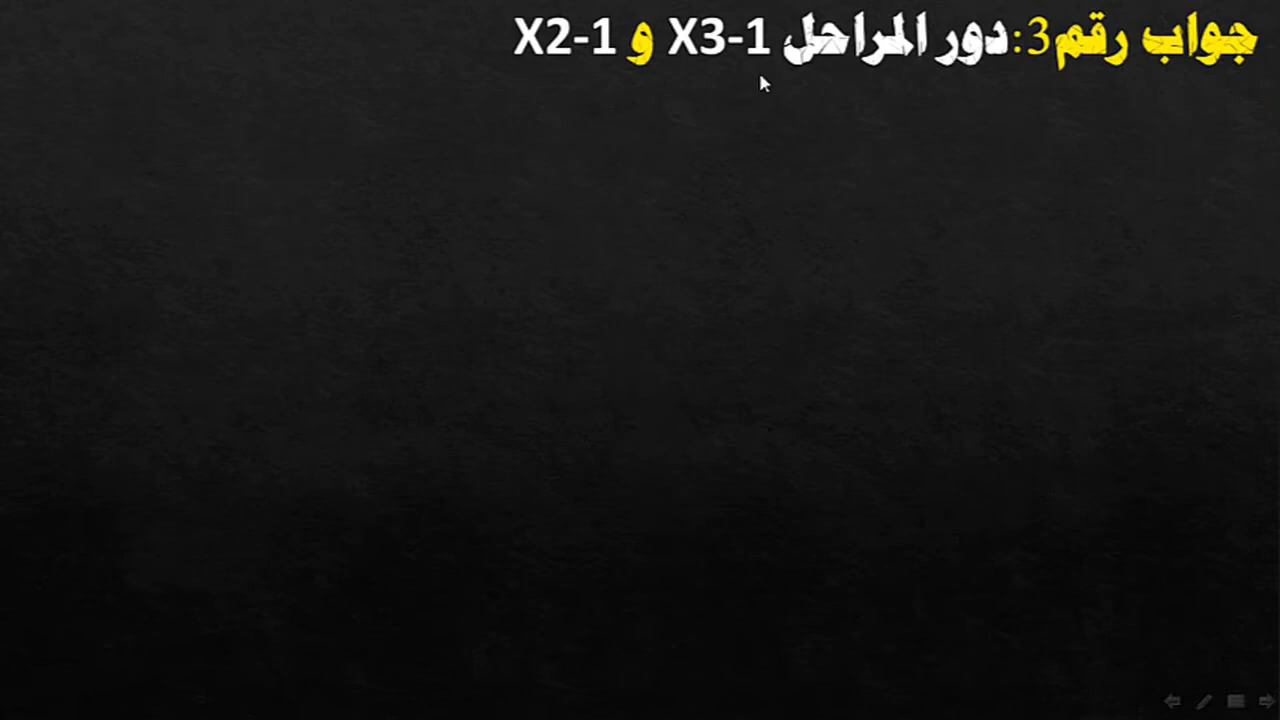 جواب رقم3:دور المراحل X3-1 و X2-1